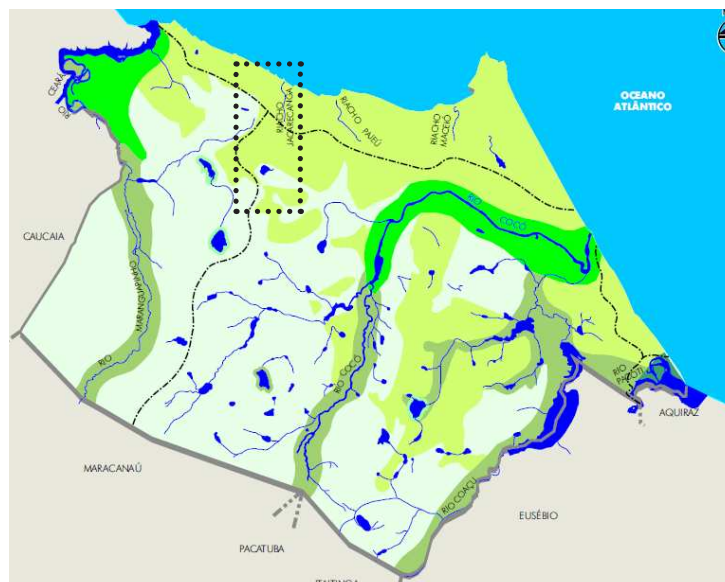 OCEANO
ATLÂNTICO
RIO
CEARÁ
RIACHO
JACARECANGA
RIACHO PAJEÚ
RIACHO
MACEIÓ
RIO
COCÓ
CAUCAIA
RIO
MARANGUAPINHO
RIO COCÓ
RIO
PACOTI
AQUIRAZ
MARACANAÚ
RIO COAÇU
EUSÉBIO
PACATUBA